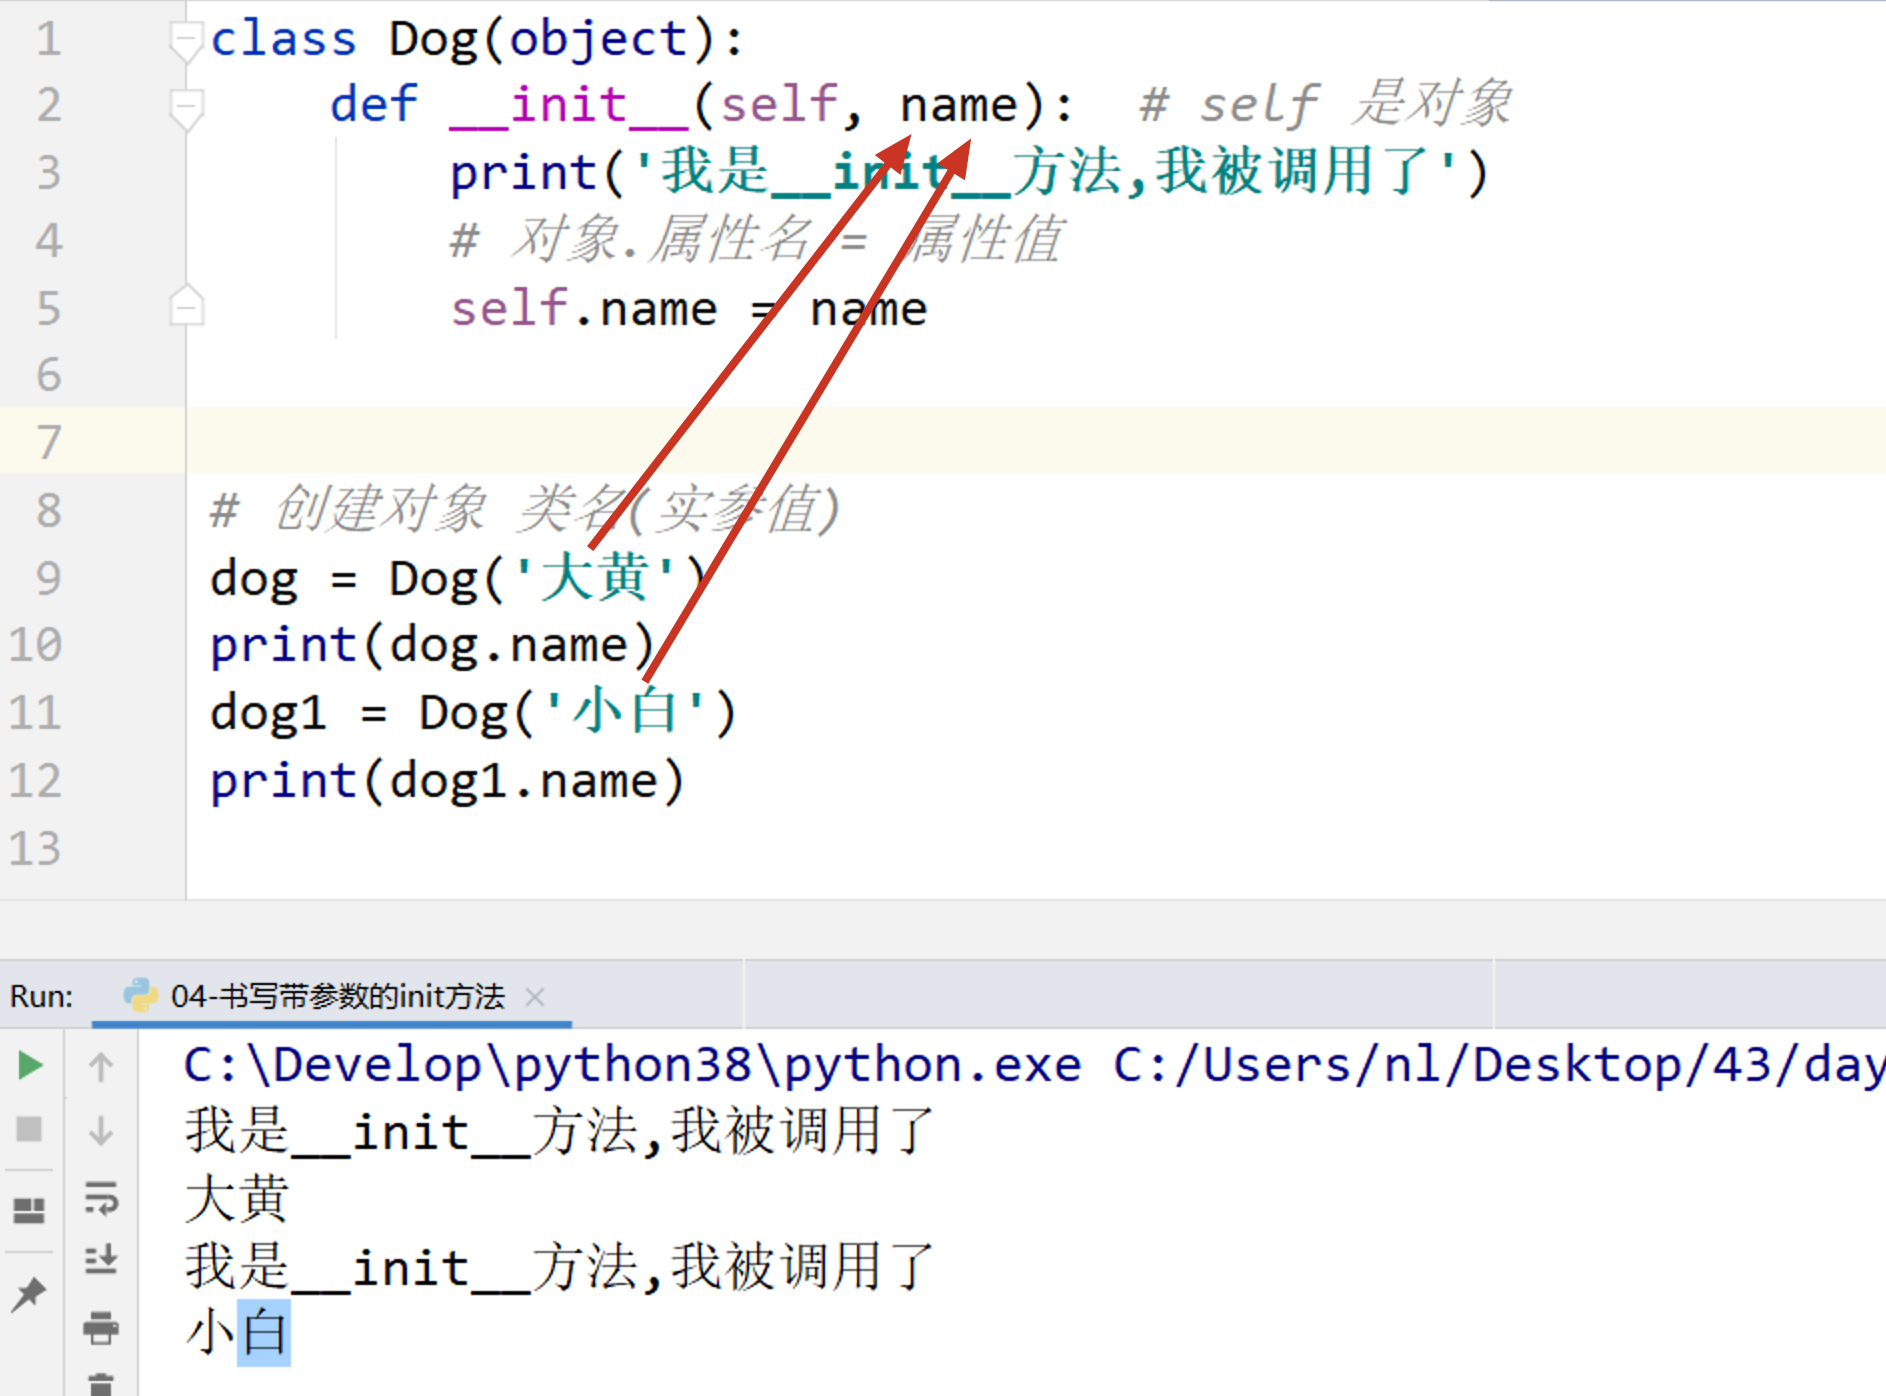 1 class Dog(object):
2 def __init__(self, name):  # self 是对象
3 print('我是__init__方法,我被调用了')
4 # 对象.属性名 = 属性值
5 self.name = name
6
7
8 # 创建对象 类名(实参值)
9 dog = Dog('大黄')
10 print(dog.name)
11 dog1 = Dog('小白')
12 print(dog1.name)
13
Run: 04-书写带参数的init方法
C:\Develop\python38\python.exe C:/Users/nl/Desktop/43/day
我是__init__方法,我被调用了
大黄
我是__init__方法,我被调用了
小白